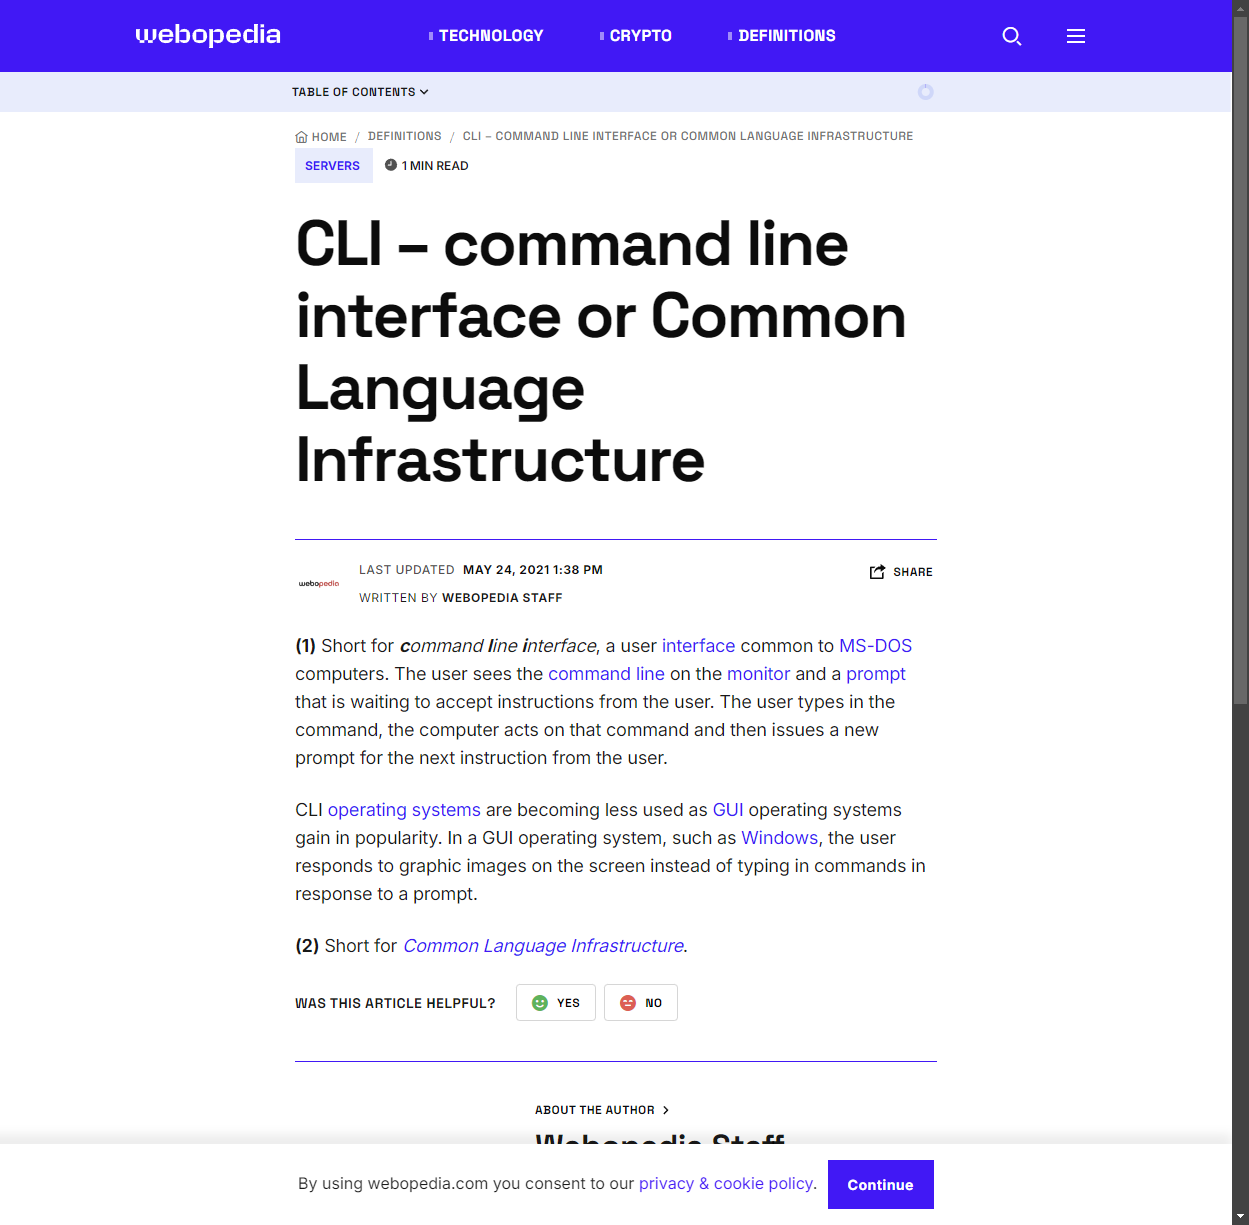 webopedia
TECHNOLOGY
CRYPTO
DEFINITIONS
TABLE OF CONTENTS
HOME / DEFINITIONS / CLI – COMMAND LINE INTERFACE OR COMMON LANGUAGE INFRASTRUCTURE
SERVERS
1 MIN READ
CLI – command line
interface or Common
Language
Infrastructure
webopedia
LAST UPDATED MAY 24, 2021 1:38 PM
SHARE
WRITTEN BY WEBOPEDIA STAFF
(1) Short for command line interface, a user interface common to MS-DOS
computers. The user sees the command line on the monitor and a prompt
that is waiting to accept instructions from the user. The user types in the
command, the computer acts on that command and then issues a new
prompt for the next instruction from the user.
CLI operating systems are becoming less used as GUI operating systems
gain in popularity. In a GUI operating system, such as Windows, the user
responds to graphic images on the screen instead of typing in commands in
response to a prompt.
(2) Short for Common Language Infrastructure.
WAS THIS ARTICLE HELPFUL?
YES
NO
ABOUT THE AUTHOR
Webopedia Staff
By using webopedia.com you consent to our privacy & cookie policy.
Continue